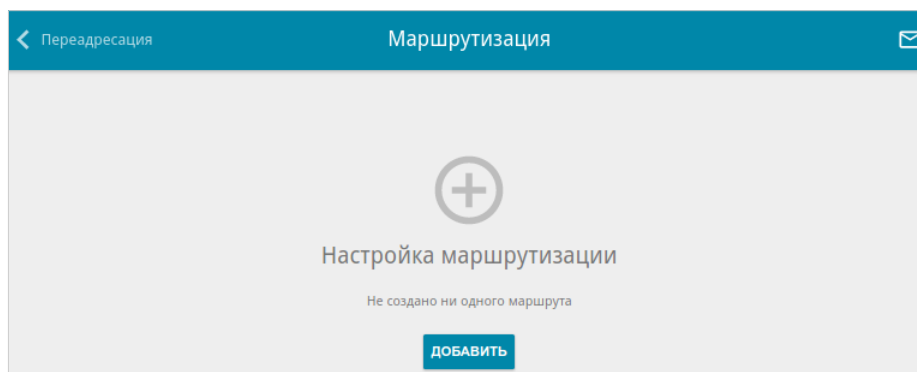 Переадресация
Маршрутизация
Настройка маршрутизации
Не создано ни одного маршрута
ДОБАВИТЬ